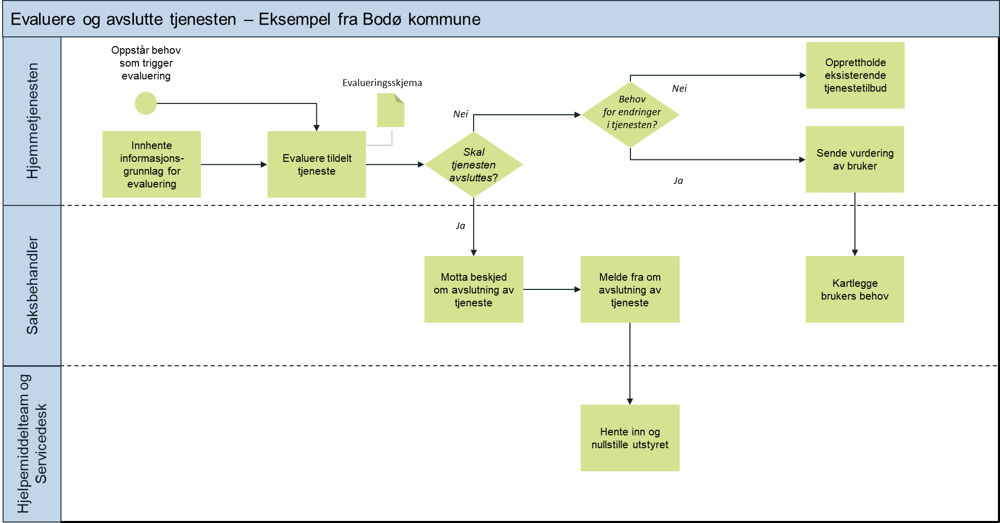 Evaluere og avslutte tjenesten – Eksempel fra Bodø kommune
Hjemmetjenesten
Oppstår behov
som trigger
evaluering
Innhente
informasjons-
grunnlag for
evaluering
Evalueringsskjema
Evaluere tildelt
tjeneste
Skal
tjenesten
avsluttes?
Nei
Ja
Behov
for endringer
i tjenesten?
Nei
Ja
Opprettholde
eksisterende
tjenestetilbud
Sende vurdering
av bruker
Saksbehandler
Motta beskjed
om avslutning av
tjeneste
Melde fra om
avslutning av
tjeneste
Kartlegge
brukers behov
Hjelpemiddelteam og
Servicedesk
Hente inn og
nullstille utstyret